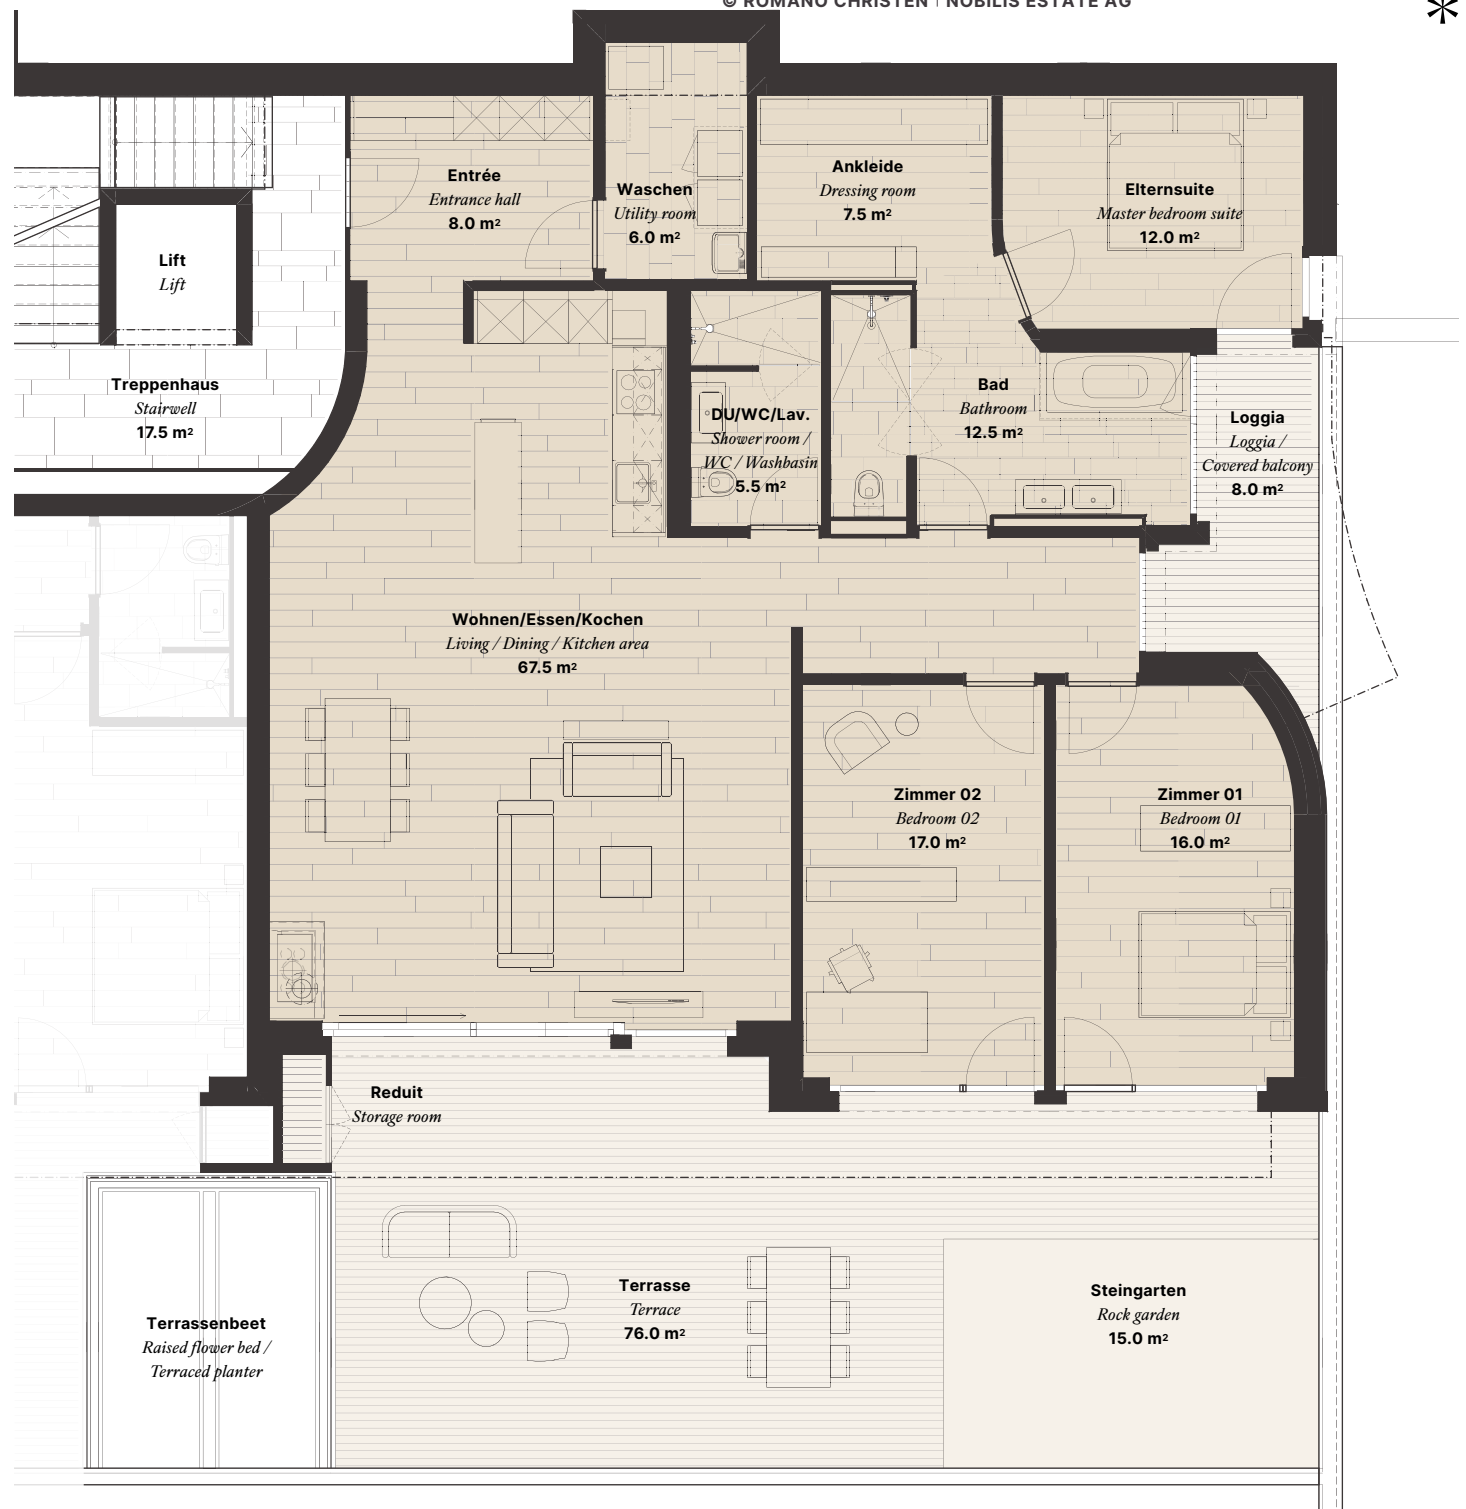 © ROMANO CHRISTEN | NOBILIS ESTATE AG
*
Entrée
Entrance hall
8.0 m²
Waschen
Utility room
6.0 m²
Ankleide
Dressing room
7.5 m²
Elternsuite
Master bedroom suite
12.0 m²
Lift
Lift
Treppenhaus
Stairwell
17.5 m²
DU/WC/Lav.
Shower room /
WC / Washbasin
5.5 m²
Bad
Bathroom
12.5 m²
Loggia
Loggia /
Covered balcony
8.0 m²
Wohnen/Essen/Kochen
Living / Dining / Kitchen area
67.5 m²
Zimmer 02
Bedroom 02
17.0 m²
Zimmer 01
Bedroom 01
16.0 m²
Reduit
Storage room
Terrassenbeet
Raised flower bed /
Terraced planter
Terrasse
Terrace
76.0 m²
Steingarten
Rock garden
15.0 m²